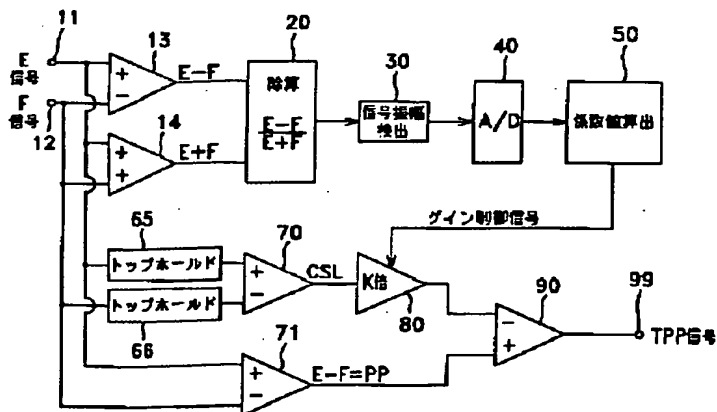 11
E
信号
F
信号
12
13
+
−
E−F
14
+
+
E+F
20
除算
E−F
E+F
30
信号振幅
検出
40
A/D
50
係数値算出
ゲイン制御信号
65
トップホールド
トップホールド
66
70
+
−
CSL
K倍
80
71
+
−
E−F=PP
90
−
+
99
TPP信号